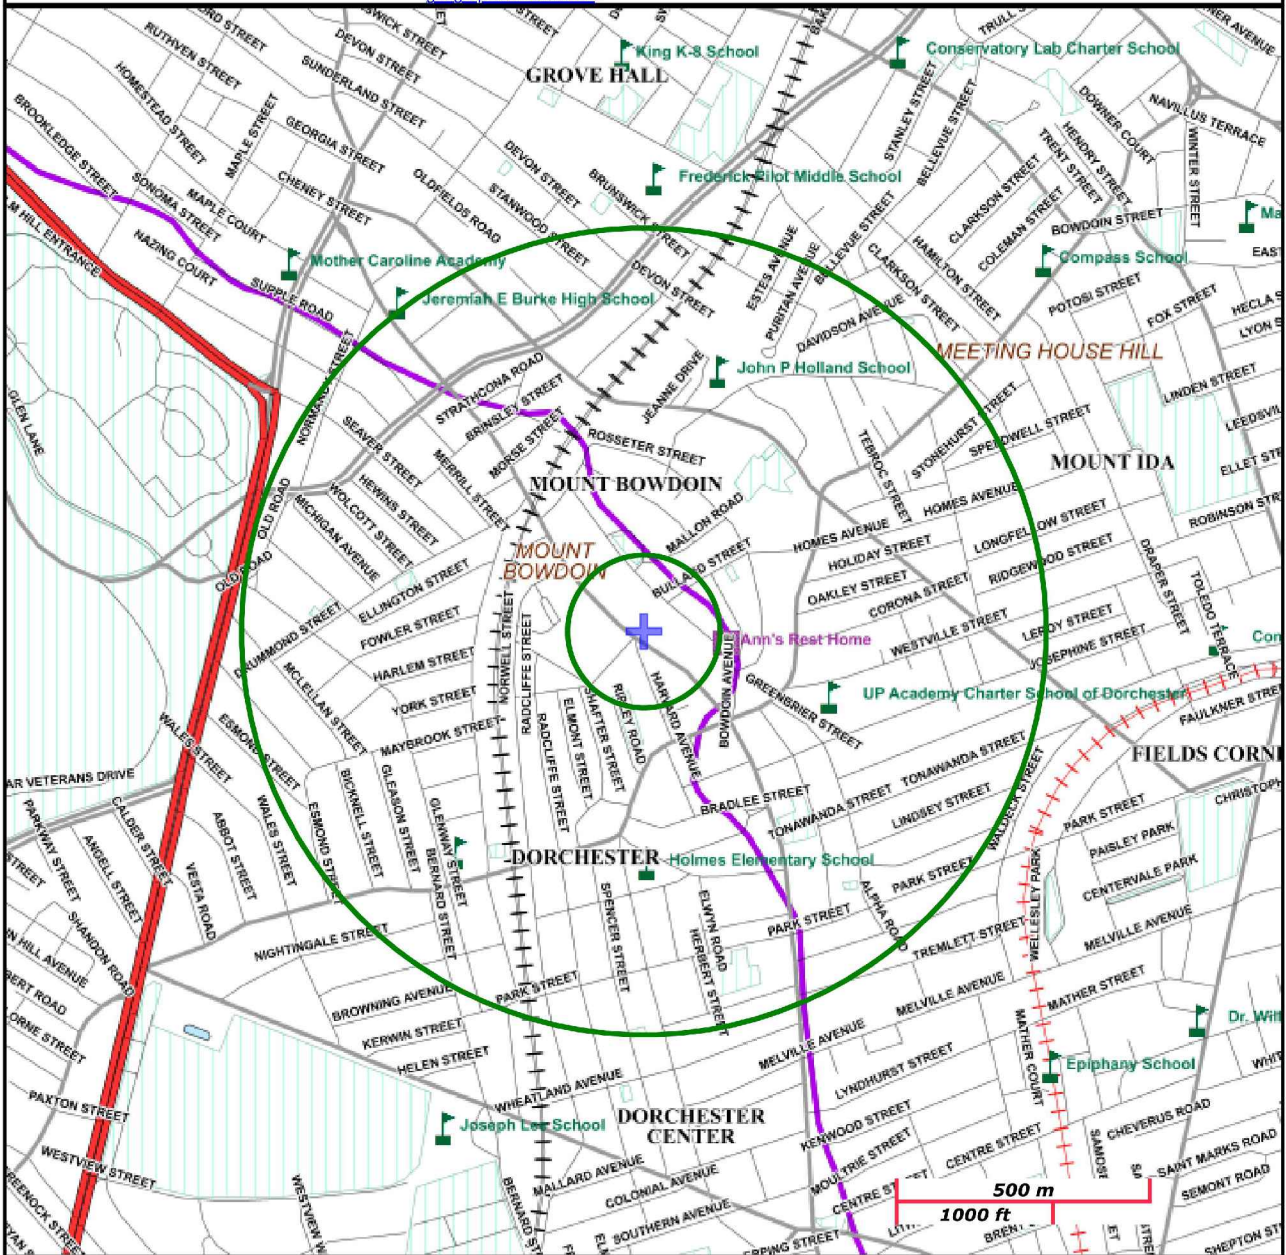 SUNDERLAND STREET
DEVON STREET
RUTHVEN STREET
HOMESTEAD STREET
BROOKLEDGE STREET
MAPLE STREET
GEORGIA STREET
CHENEY STREET
SONOMA STREET
MAPLE COURT
NAZING COURT
SUPPLE ROAD
OLDFIELDS ROAD
King K-8 School
GROVE HALL
Conservatory Lab Charter School
Frederick Pilot Middle School
DEVON STREET
STANWOOD STREET
BRUNSWICK STREET
DEVON STREET
STANLEY STREET
BELLEVUE STREET
DOWNER COURT
NAVILLUS TERRACE
HENDRY STREET
TRENT STREET
WINTER STREET
CLARKSON STREET
COLEMAN STREET
BOWDOIN STREET
HAMILTON STREET
BELLEVUE STREET
CLARKSON STREET
ESTES AVENUE
PURITAN AVENUE
DAVIDSON AVENUE
Compass School
POTOSI STREET
FOX STREET
Mother Caroline Academy
Jeremiah E Burke High School
MEETING HOUSE HILL
John P Holland School
JEANNE DRIVE
LINDEN STREET
NORMANDY STREET
STRATHCONA ROAD
BRINSLEY STREET
MORSE STREET
SEAVER STREET
MERRILL STREET
HEWINS STREET
WOLCOTT STREET
MICHIGAN AVENUE
OLD ROAD
OLD ROAD
GLEN LANE
ROSSETER STREET
MOUNT BOWDOIN
MALLON ROAD
BULLARD STREET
MOUNT
BOWDOIN
TEBROC STREET
STONEHURST STREET
SPEEDWELL STREET
MOUNT IDA
HOMES AVENUE
HOMES AVENUE
HOLIDAY STREET
LONGFELLOW STREET
OAKLEY STREET
CORONA STREET
RIDGEWOOD STREET
WESTVILLE STREET
LEROY STREET
JOSEPHINE STREET
DRAPER STREET
TOLEDO TERRACE
ELLINGTON STREET
FOWLER STREET
DRUMMOND STREET
HARLEM STREET
YORK STREET
MCLELLAN STREET
MAYBROOK STREET
NORWELL STREET
RADCLIFFE STREET
RADCLIFFE STREET
ELMONT STREET
SHAFTER STREET
RIPLEY ROAD
HARVARD AVENUE
BOWDOIN AVENUE
Ann's Rest Home
GREENBRIER STREET
UP Academy Charter School of Dorchester
FAULKNER STRE
FIELDS CORN
TONAWANDA STREET
TONAWANDA STREET
LINDSEY STREET
BRADLEE STREET
WALDECK STREET
PARK STREET
PAISLEY PARK
CENTERVALE PARK
MELVILLE AVENUE
WALES STREET
ESMOND STREET
AR VETERANS DRIVE
PARKWAY STREET
ANGELL STREET
CALDER STREET
ABBOT STREET
WALES STREET
ESMOND STREET
BICKNELL STREET
GLEASON STREET
GLENWAY STREET
BERNARD STREET
VESTA ROAD
SHANDON ROAD
NIGHTINGALE STREET
DORCHESTER
Holmes Elementary School
SPENCER STREET
ELWYN ROAD
HERBERT STREET
PARK STREET
PARK STREET
ALPHA ROAD
TREMLETT STREET
WELLESLEY PARK
MELVILLE AVENUE
MATHER STREET
MATHER COURT
BROWNING AVENUE
PARK STREET
KERWIN STREET
HELEN STREET
MELVILLE AVENUE
LYNDHURST STREET
Epiphany School
WHEATLAND AVENUE
DORCHESTER
CENTER
KENWOOD STREET
CENTRE STREET
CHEVERUS ROAD
SAINT MARKS ROAD
SEMONT ROAD
Joseph Lee School
MALLARD AVENUE
COLONIAL AVENUE
SOUTHERN AVENUE
MOULTRIE STREET
PAXTON STREET
WESTVIEW STREET
500 m
1000 ft